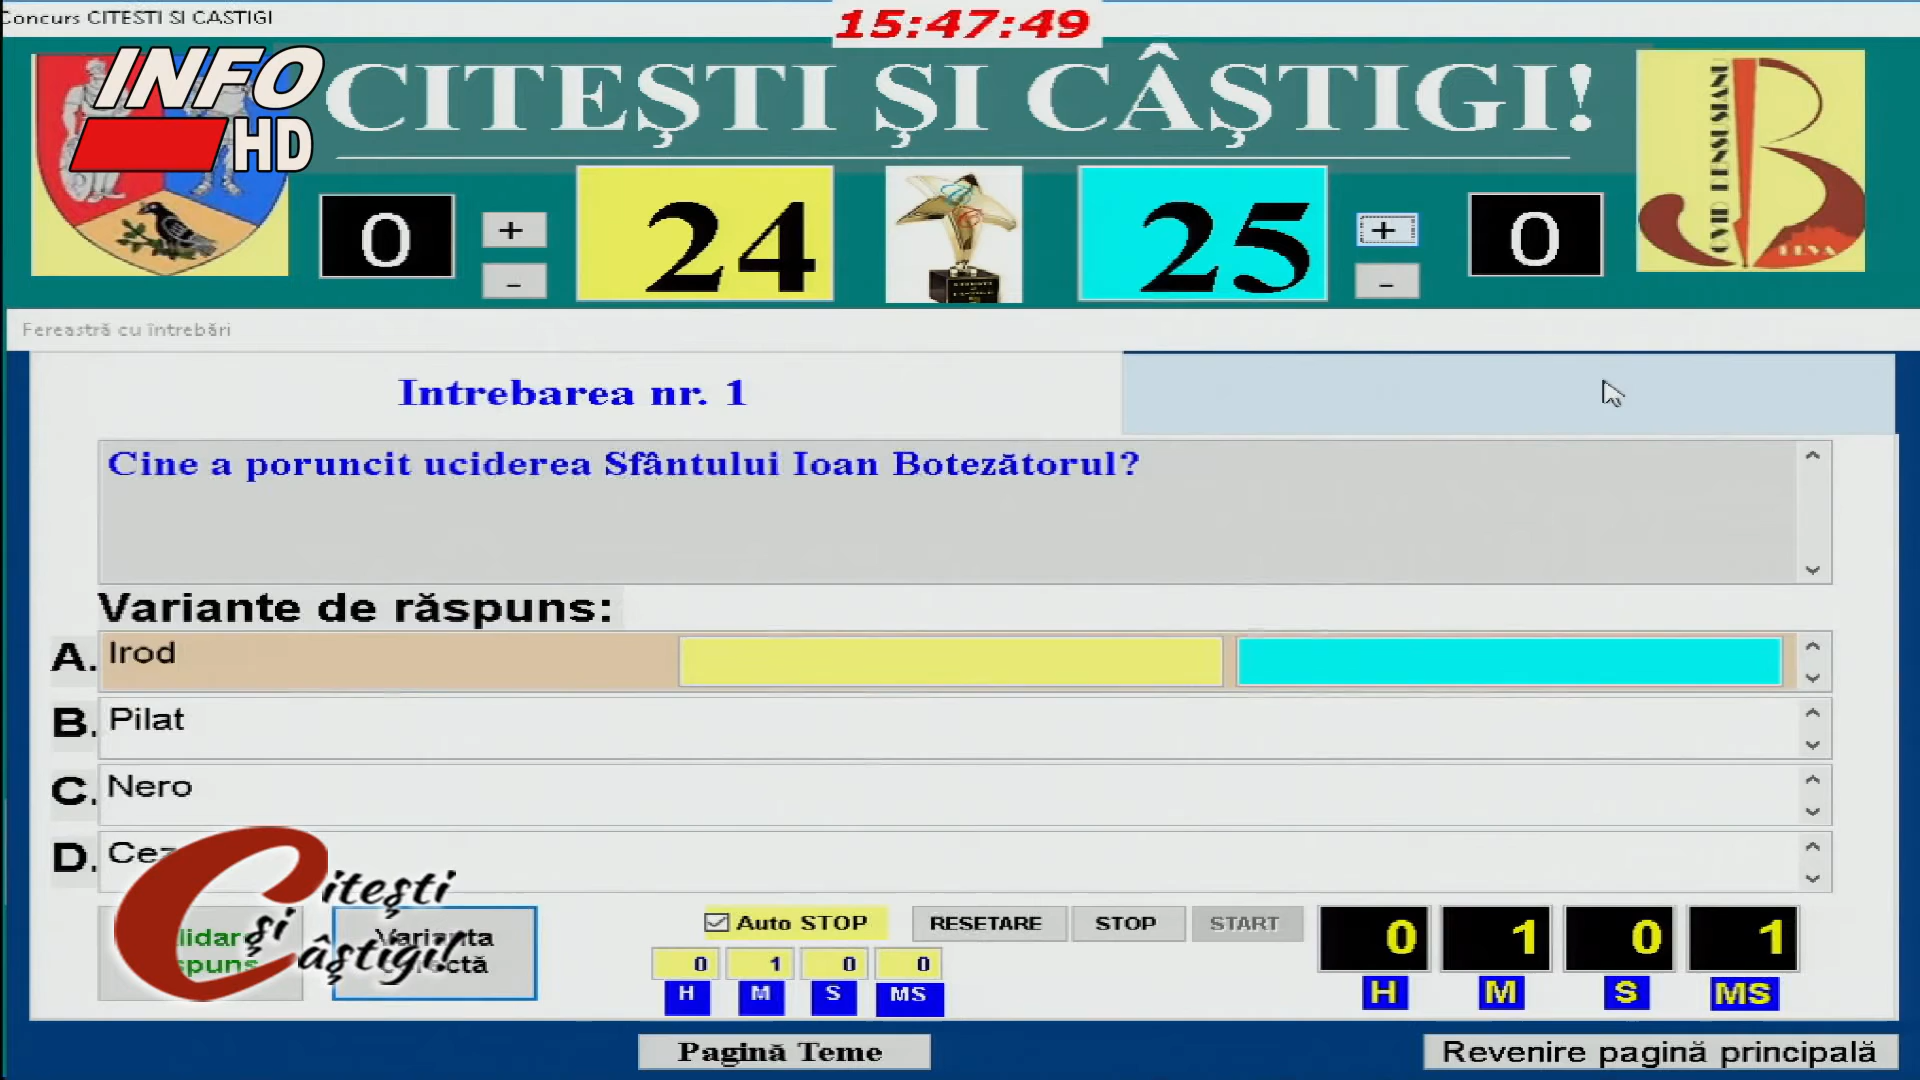 Concurs CITESTI SI CASTIGI
15:47:49
INFO
HD
CITEŞTI ŞI CÂŞTIGI!
OVID DENSUSIANU
0
+
-
24
25
+
-
0
Fereastră cu întrebări
Intrebarea nr. 1
Cine a poruncit uciderea Sfântului Ioan Botezătorul?
Variante de răspuns:
A. Irod
B. Pilat
C. Nero
D.
Citeşti
şi
Câştigi!
Auto STOP
RESETARE
STOP
START
0 1 0 0
H M S MS
0 1 0 1
H M S MS
Pagină Teme
Revenire pagină principală